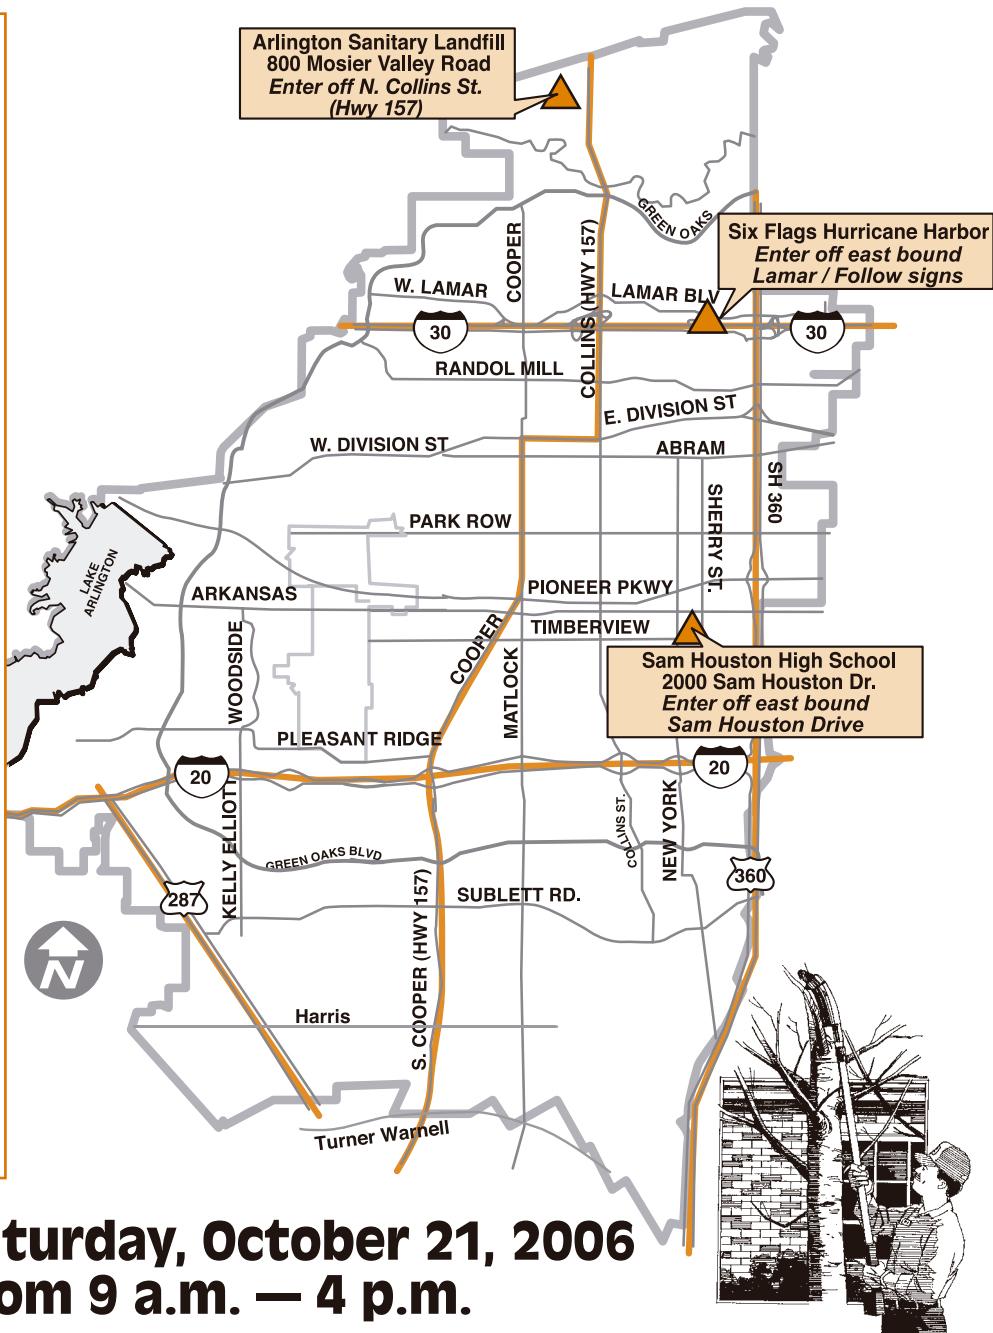 Arlington Sanitary Landfill
800 Mosier Valley Road
Enter off N. Collins St.
(Hwy 157)
GREEN OAKS
Six Flags Hurricane Harbor
Enter off east bound
Lamar / Follow signs
COOPER
COLLINS (HWY 157)
W. LAMAR
LAMAR BLV
30
30
RANDOL MILL
E. DIVISION ST
W. DIVISION ST
ABRAM
SH 360
SHERRY ST.
PARK ROW
LAKE
ARLINGTON
ARKANSAS
PIONEER PKWY
TIMBERVIEW
WOODSIDE
COOPER
MATLOCK
Sam Houston High School
2000 Sam Houston Dr.
Enter off east bound
Sam Houston Drive
PLEASANT RIDGE
20
20
KELLY ELLIOTT
COLLINS ST.
NEW YORK
GREEN OAKS BLVD
360
287
SUBLETT RD.
S. COOPER (HWY 157)
N
Harris
Turner Warnell
turday, October 21, 2006
om 9 a.m. — 4 p.m.